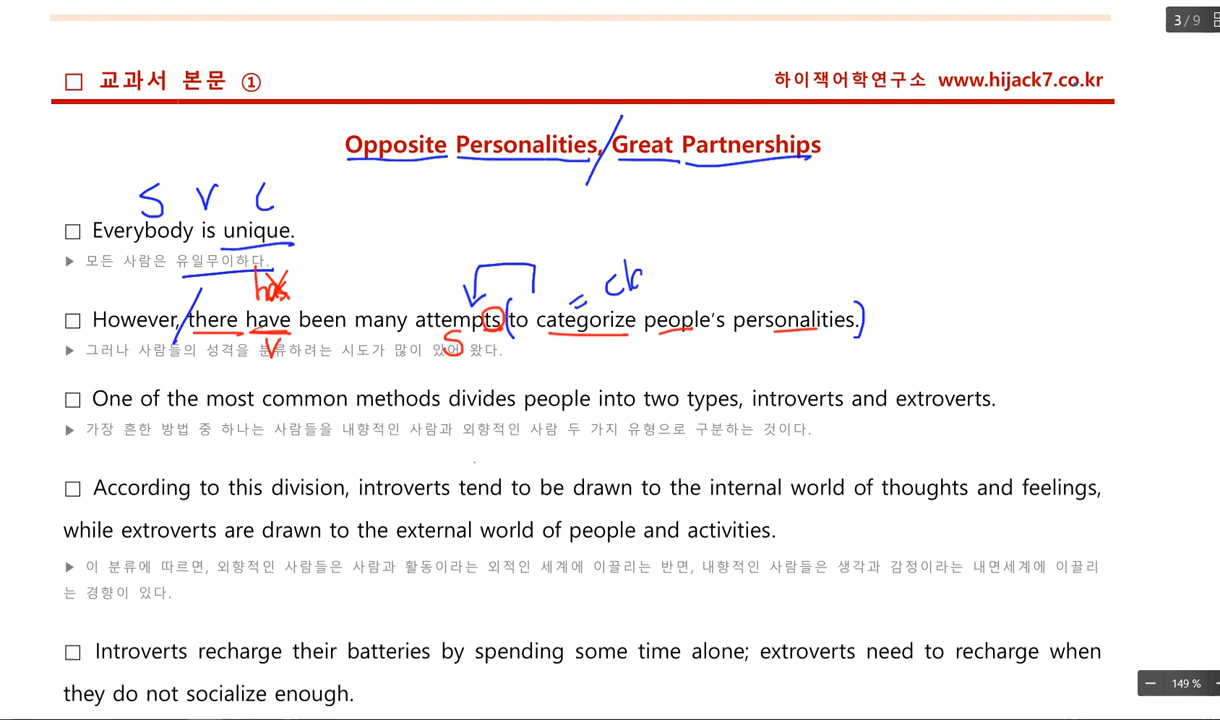 3 / 9
□ 교과서 본문 ① 하이잭어학연구소 www.hijack7.co.kr
Opposite Personalities, Great Partnerships
S V C
□ Everybody is unique.
▶ 모든 사람은 유일무이하다.
has
= cla
□ However, there have been many attempts (to categorize people's personalities.)
V S
▶ 그러나 사람들의 성격을 분류하려는 시도가 많이 있어 왔다.
□ One of the most common methods divides people into two types, introverts and extroverts.
▶ 가장 흔한 방법 중 하나는 사람들을 내향적인 사람과 외향적인 사람 두 가지 유형으로 구분하는 것이다.
□ According to this division, introverts tend to be drawn to the internal world of thoughts and feelings,
while extroverts are drawn to the external world of people and activities.
▶ 이 분류에 따르면, 외향적인 사람들은 사람과 활동이라는 외적인 세계에 이끌리는 반면, 내향적인 사람들은 생각과 감정이라는 내면세계에 이끌리
는 경향이 있다.
□ Introverts recharge their batteries by spending some time alone; extroverts need to recharge when
they do not socialize enough.
149 %